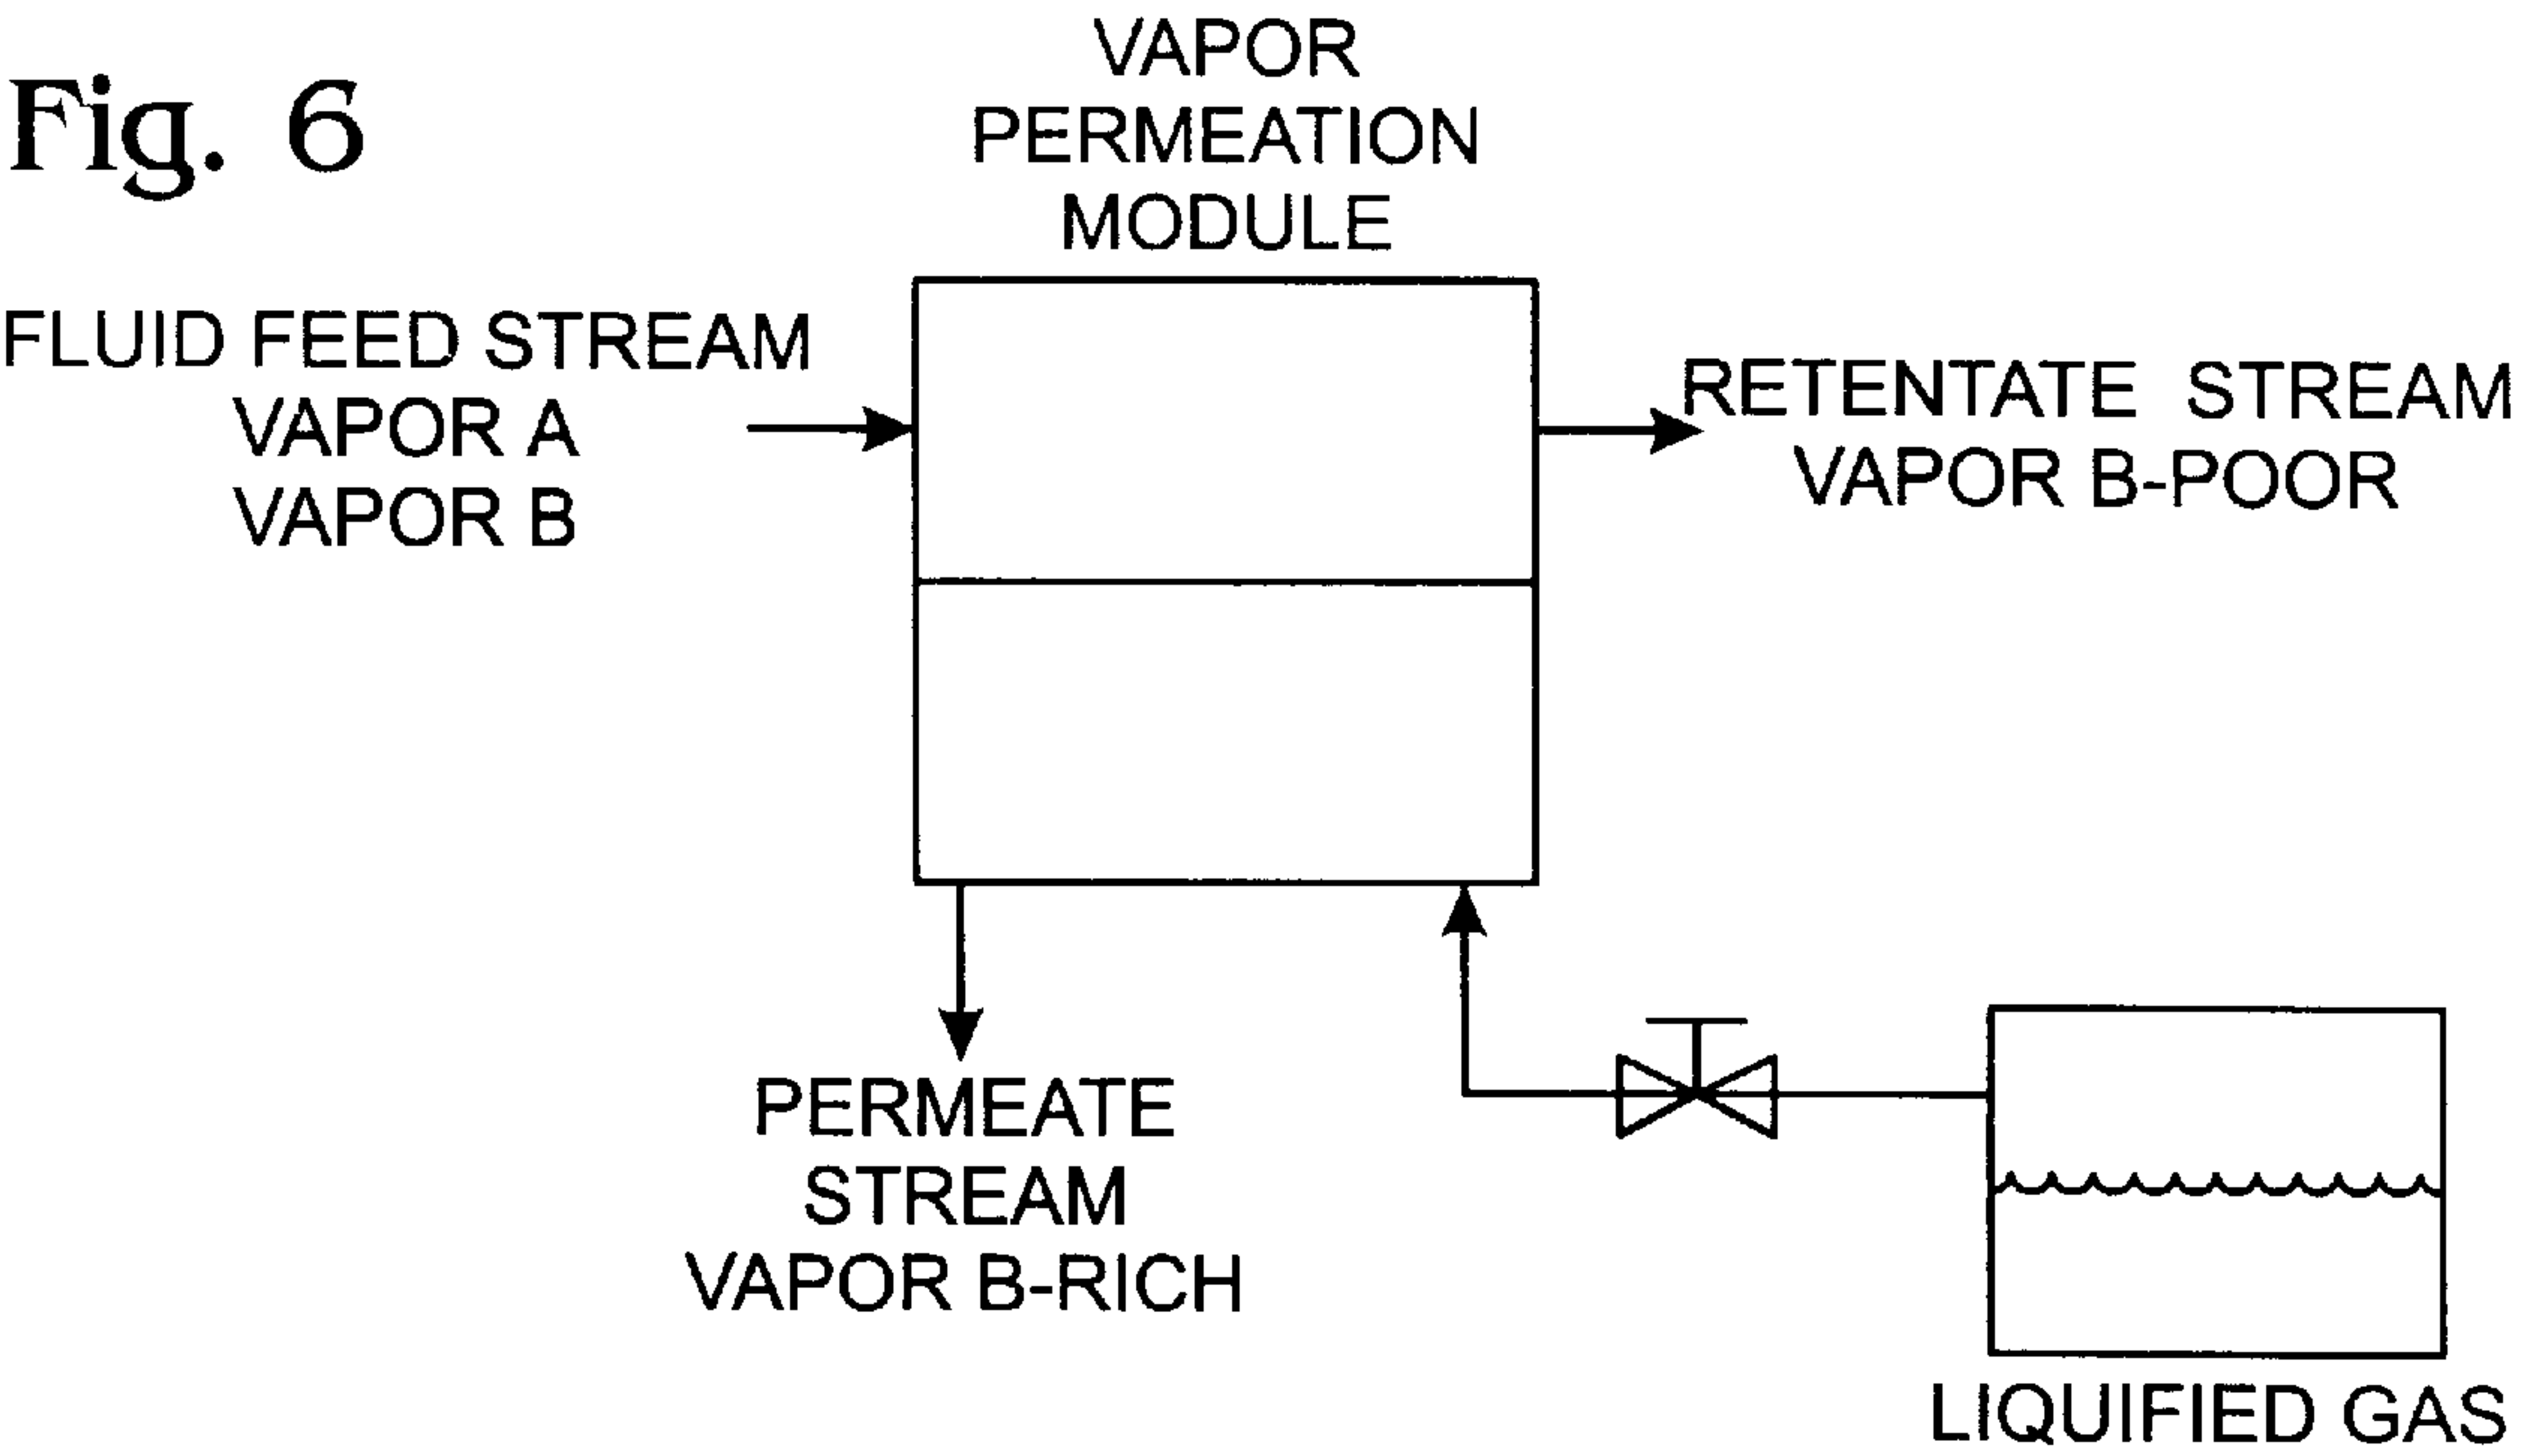 Fig. 6
VAPOR
PERMEATION
MODULE
FLUID FEED STREAM
VAPOR A
VAPOR B
RETENTATE STREAM
VAPOR B-POOR
PERMEATE
STREAM
VAPOR B-RICH
LIQUIFIED GAS